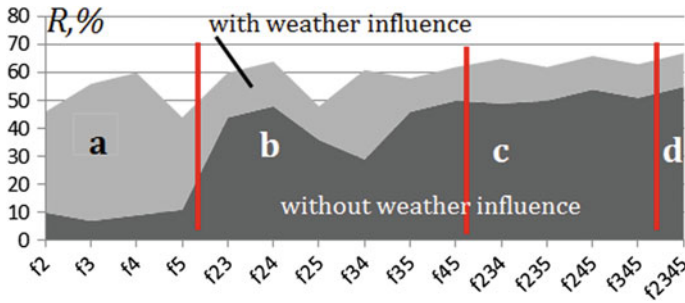 80 R,% with weather influence
70
60
50
40 a b c d
30
20
10 without weather influence
0
f2 f3 f4 f5 f23 f24 f25 f34 f35 f45 f234 f235 f245 f345 f2345